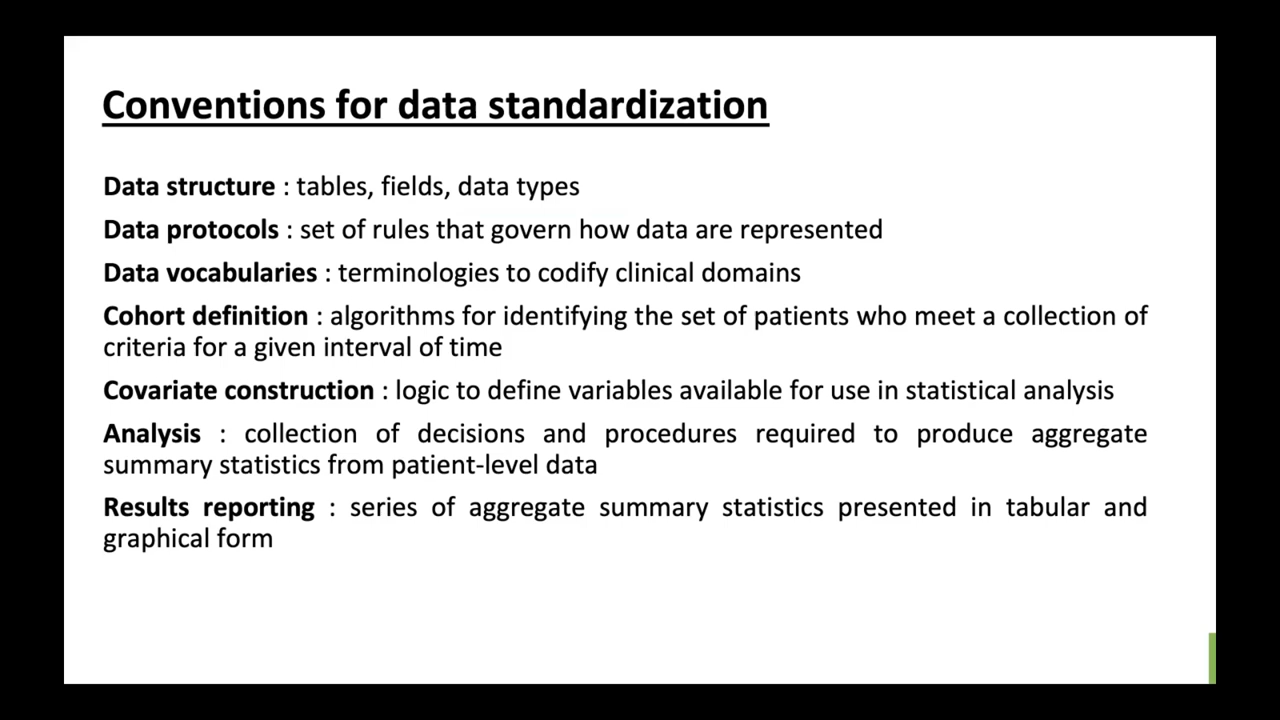 Conventions for data standardization
Data structure : tables, fields, data types
Data protocols : set of rules that govern how data are represented
Data vocabularies : terminologies to codify clinical domains
Cohort definition : algorithms for identifying the set of patients who meet a collection of
criteria for a given interval of time
Covariate construction : logic to define variables available for use in statistical analysis
Analysis : collection of decisions and procedures required to produce aggregate
summary statistics from patient-level data
Results reporting : series of aggregate summary statistics presented in tabular and
graphical form